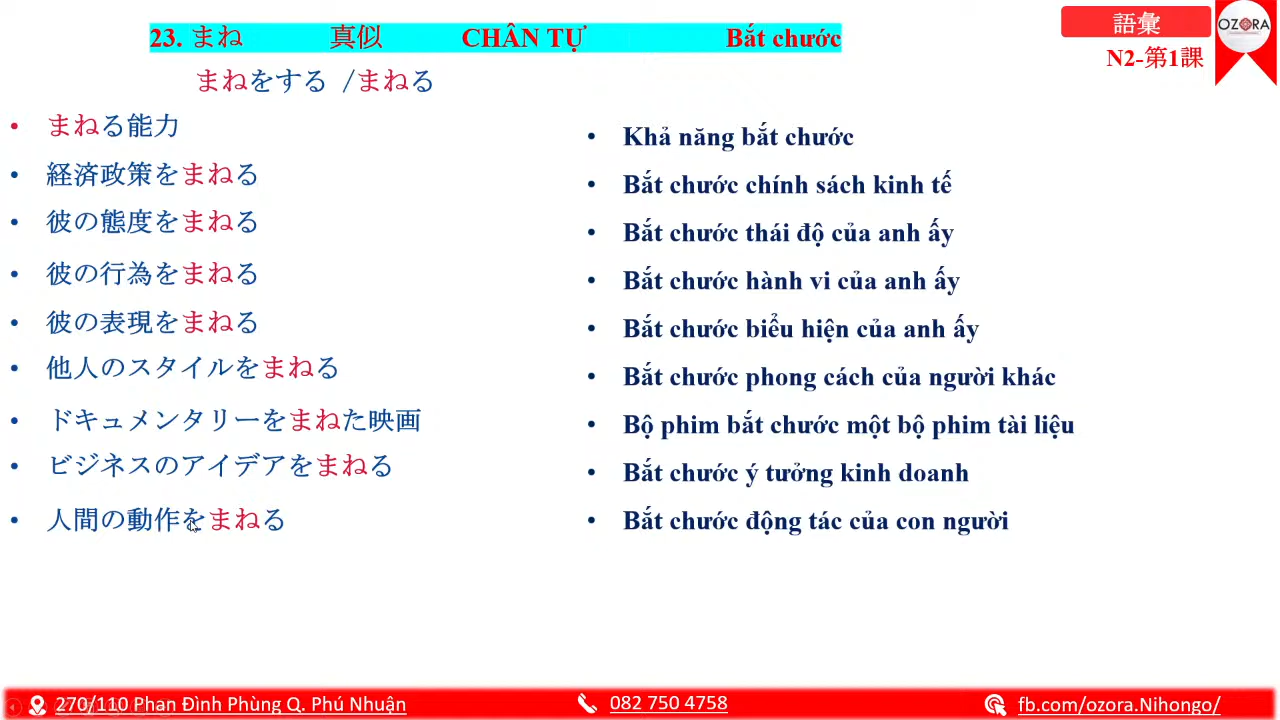 23. まね 真似 CHÂN TỰ Bắt chước
語彙
OZORA
N2-第1課
まねをする /まねる
• まねる能力
• 経済政策をまねる
• 彼の態度をまねる
• 彼の行為をまねる
• 彼の表現をまねる
• 他人のスタイルをまねる
• ドキュメンタリーをまねた映画
• ビジネスのアイデアをまねる
• 人間の動作をまねる
• Khả năng bắt chước
• Bắt chước chính sách kinh tế
• Bắt chước thái độ của anh ấy
• Bắt chước hành vi của anh ấy
• Bắt chước biểu hiện của anh ấy
• Bắt chước phong cách của người khác
• Bộ phim bắt chước một bộ phim tài liệu
• Bắt chước ý tưởng kinh doanh
• Bắt chước động tác của con người
270/110 Phan Đình Phùng Q. Phú Nhuận
082 750 4758
fb.com/ozora.Nihongo/